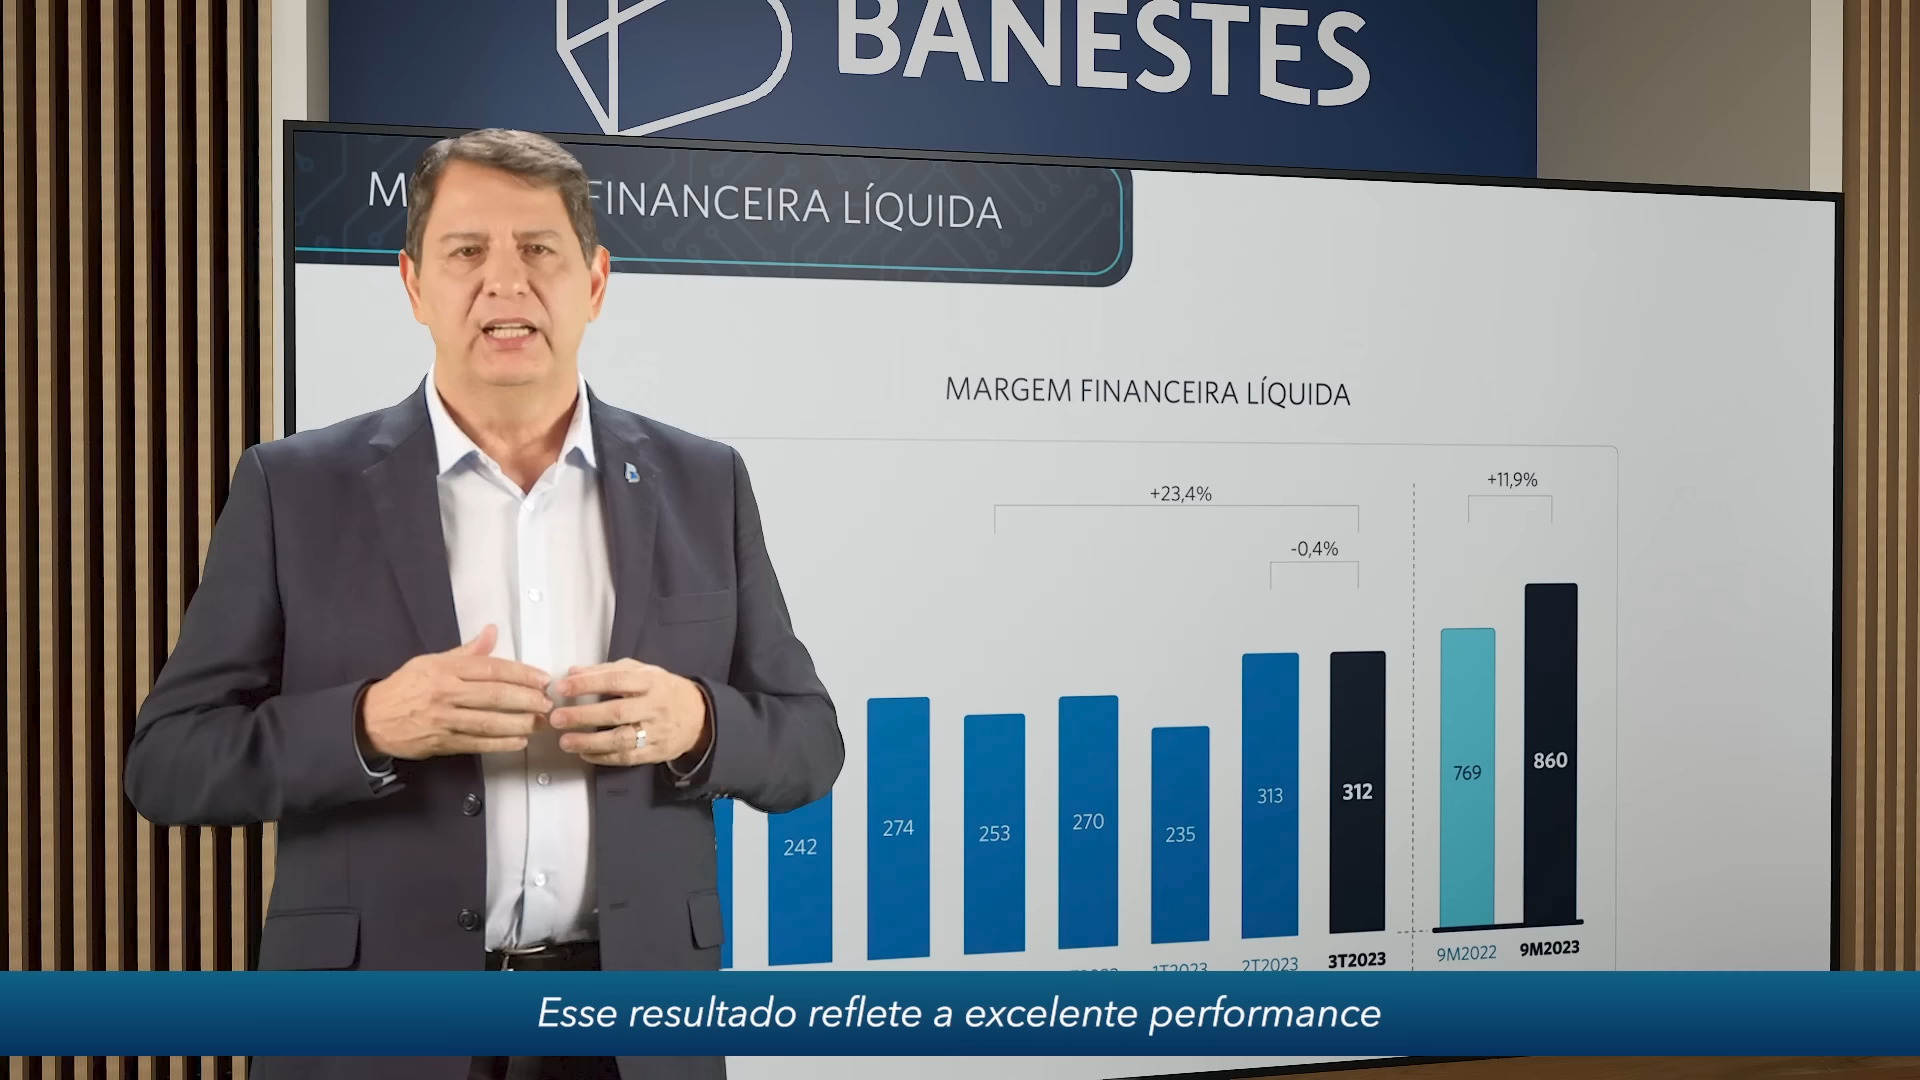 BANESTES
FINANCEIRA LÍQUIDA
MARGEM FINANCEIRA LÍQUIDA
+23,4%
-0,4%
+11,9%
242
274
253
270
235
313
312
769
860
1T2023
2T2023
3T2023
9M2022
9M2023
Esse resultado reflete a excelente performance